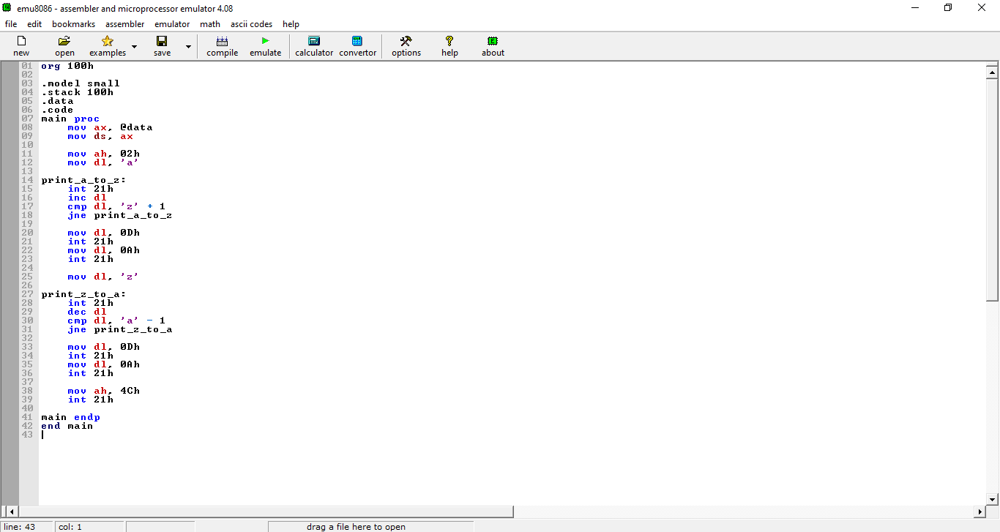 emu8086 - assembler and microprocessor emulator 4.08
file edit bookmarks assembler emulator math ascii codes help
new open examples save compile emulate calculator convertor options help about
01 org 100h
02
03 .model small
04 .stack 100h
05 .data
06 .code
07 main proc
08 mov ax, @data
09 mov ds, ax
10
11 mov ah, 02h
12 mov dl, 'a'
13
14 print_a_to_z:
15 int 21h
16 inc dl
17 cmp dl, 'z' + 1
18 jne print_a_to_z
19
20 mov dl, 0Dh
21 int 21h
22 mov dl, 0Ah
23 int 21h
24
25 mov dl, 'z'
26
27 print_z_to_a:
28 int 21h
29 dec dl
30 cmp dl, 'a' - 1
31 jne print_z_to_a
32
33 mov dl, 0Dh
34 int 21h
35 mov dl, 0Ah
36 int 21h
37
38 mov ah, 4Ch
39 int 21h
40
41 main endp
42 end main
43
line: 43 col: 1 drag a file here to open